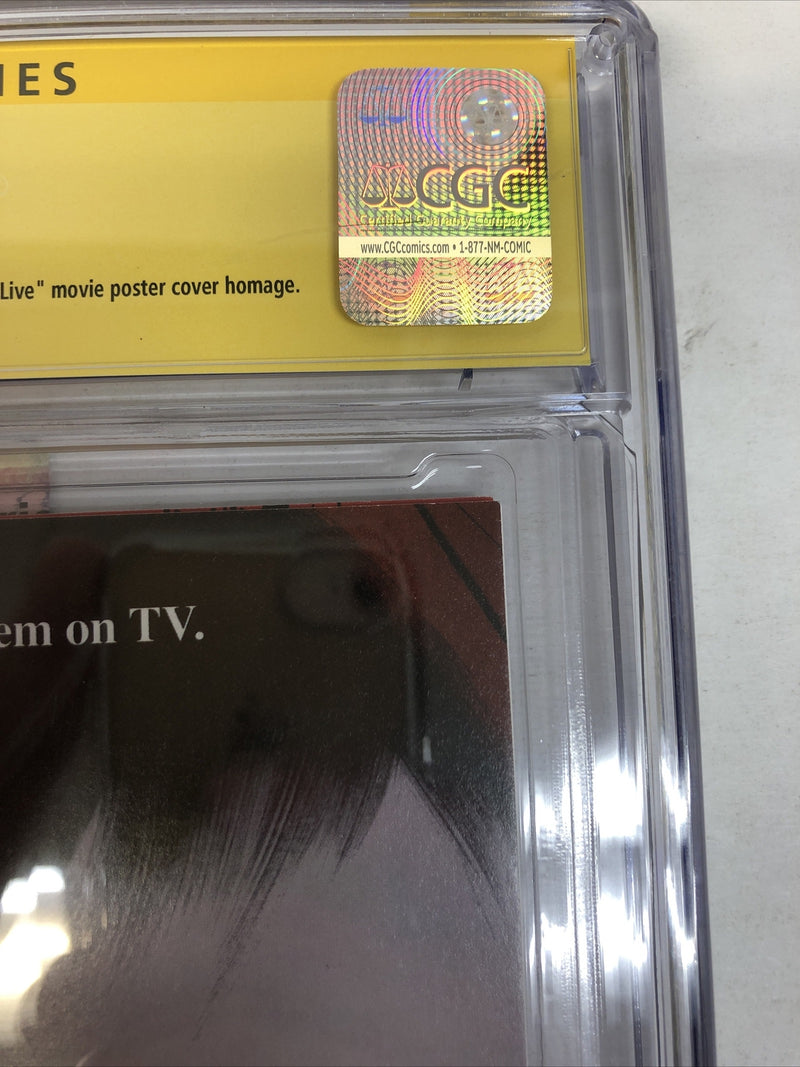 IES
CGC
Certified Guaranty Company
www.CGCcomics.com • 1-877-NM-COMIC
Live" movie poster cover homage.
em on TV.